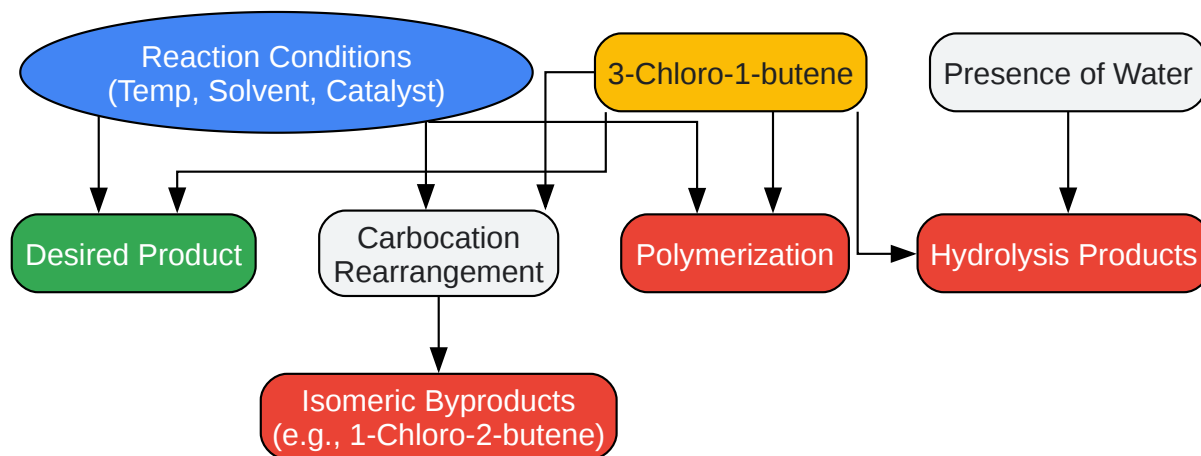 Reaction Conditions
(Temp, Solvent, Catalyst)
3-Chloro-1-butene
Presence of Water
Desired Product
Carbocation
Rearrangement
Polymerization
Hydrolysis Products
Isomeric Byproducts
(e.g., 1-Chloro-2-butene)